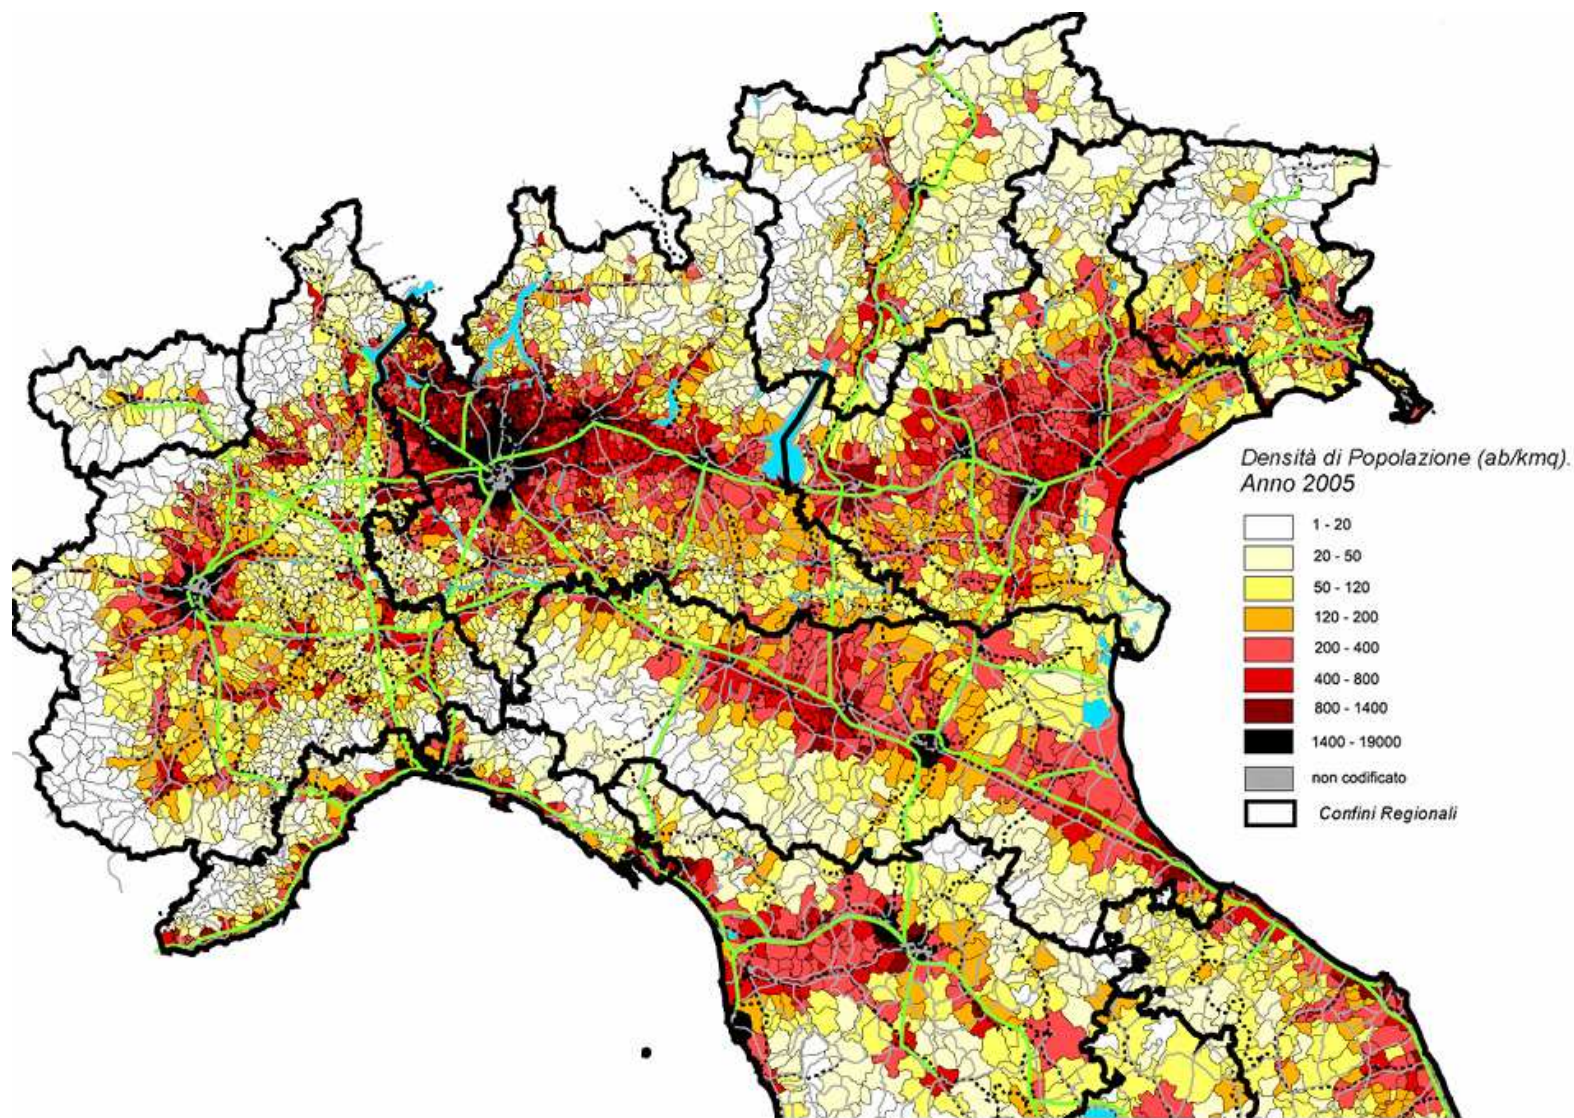 Densità di Popolazione (ab/kmq).
Anno 2005
1 - 20
20 - 50
50 - 120
120 - 200
200 - 400
400 - 800
800 - 1400
1400 - 19000
non codificato
Confini Regionali